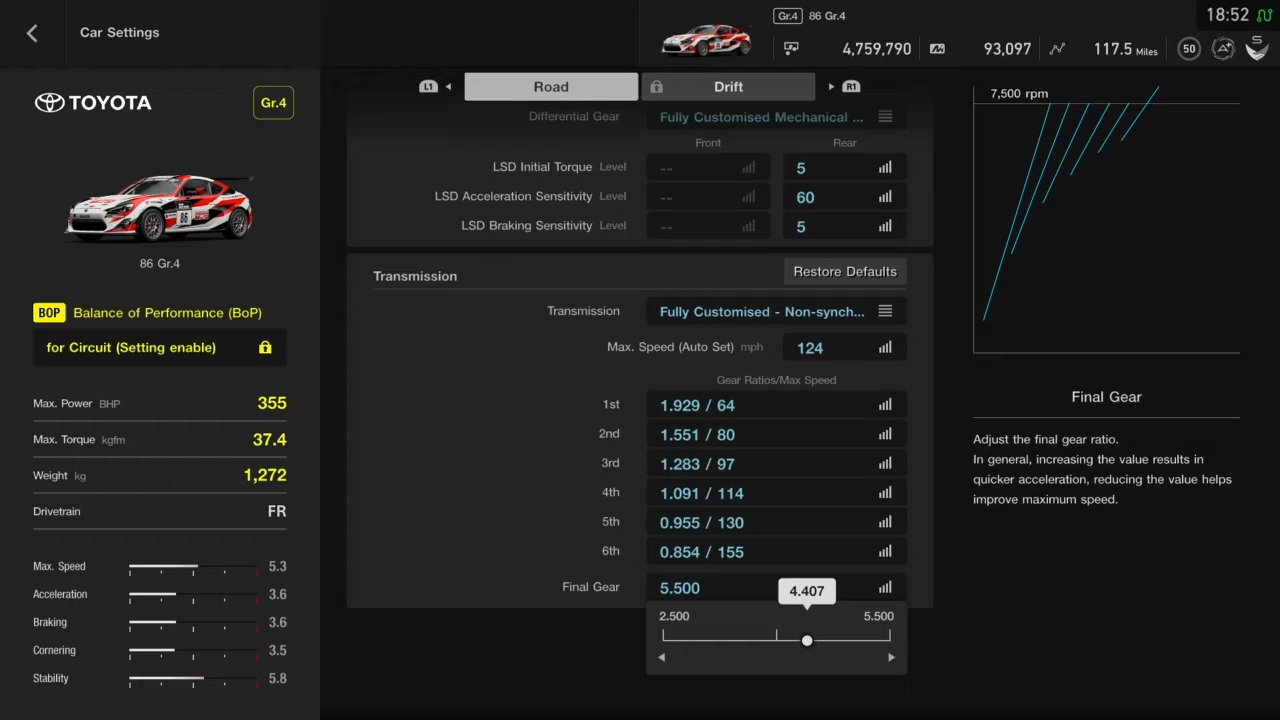 Car Settings
Gr.4 86 Gr.4
18:52
4,759,790 93,097 117.5 Miles 50 S
TOYOTA Gr.4
86
86 Gr.4
BOP Balance of Performance (BoP)
for Circuit (Setting enable)
Max. Power BHP 355
Max. Torque kgfm 37.4
Weight kg 1,272
Drivetrain FR
Max. Speed 5.3
Acceleration 3.6
Braking 3.6
Cornering 3.5
Stability 5.8
L1 Road Drift R1
Differential Gear Fully Customised Mechanical ...
Front Rear
LSD Initial Torque Level -- 5
LSD Acceleration Sensitivity Level -- 60
LSD Braking Sensitivity Level -- 5
Transmission Restore Defaults
Transmission Fully Customised - Non-synch...
Max. Speed (Auto Set) mph 124
Gear Ratios/Max Speed
1st 1.929 / 64
2nd 1.551 / 80
3rd 1.283 / 97
4th 1.091 / 114
5th 0.955 / 130
6th 0.854 / 155
Final Gear 5.500 4.407
2.500 5.500
7,500 rpm
Final Gear
Adjust the final gear ratio.
In general, increasing the value results in
quicker acceleration, reducing the value helps
improve maximum speed.